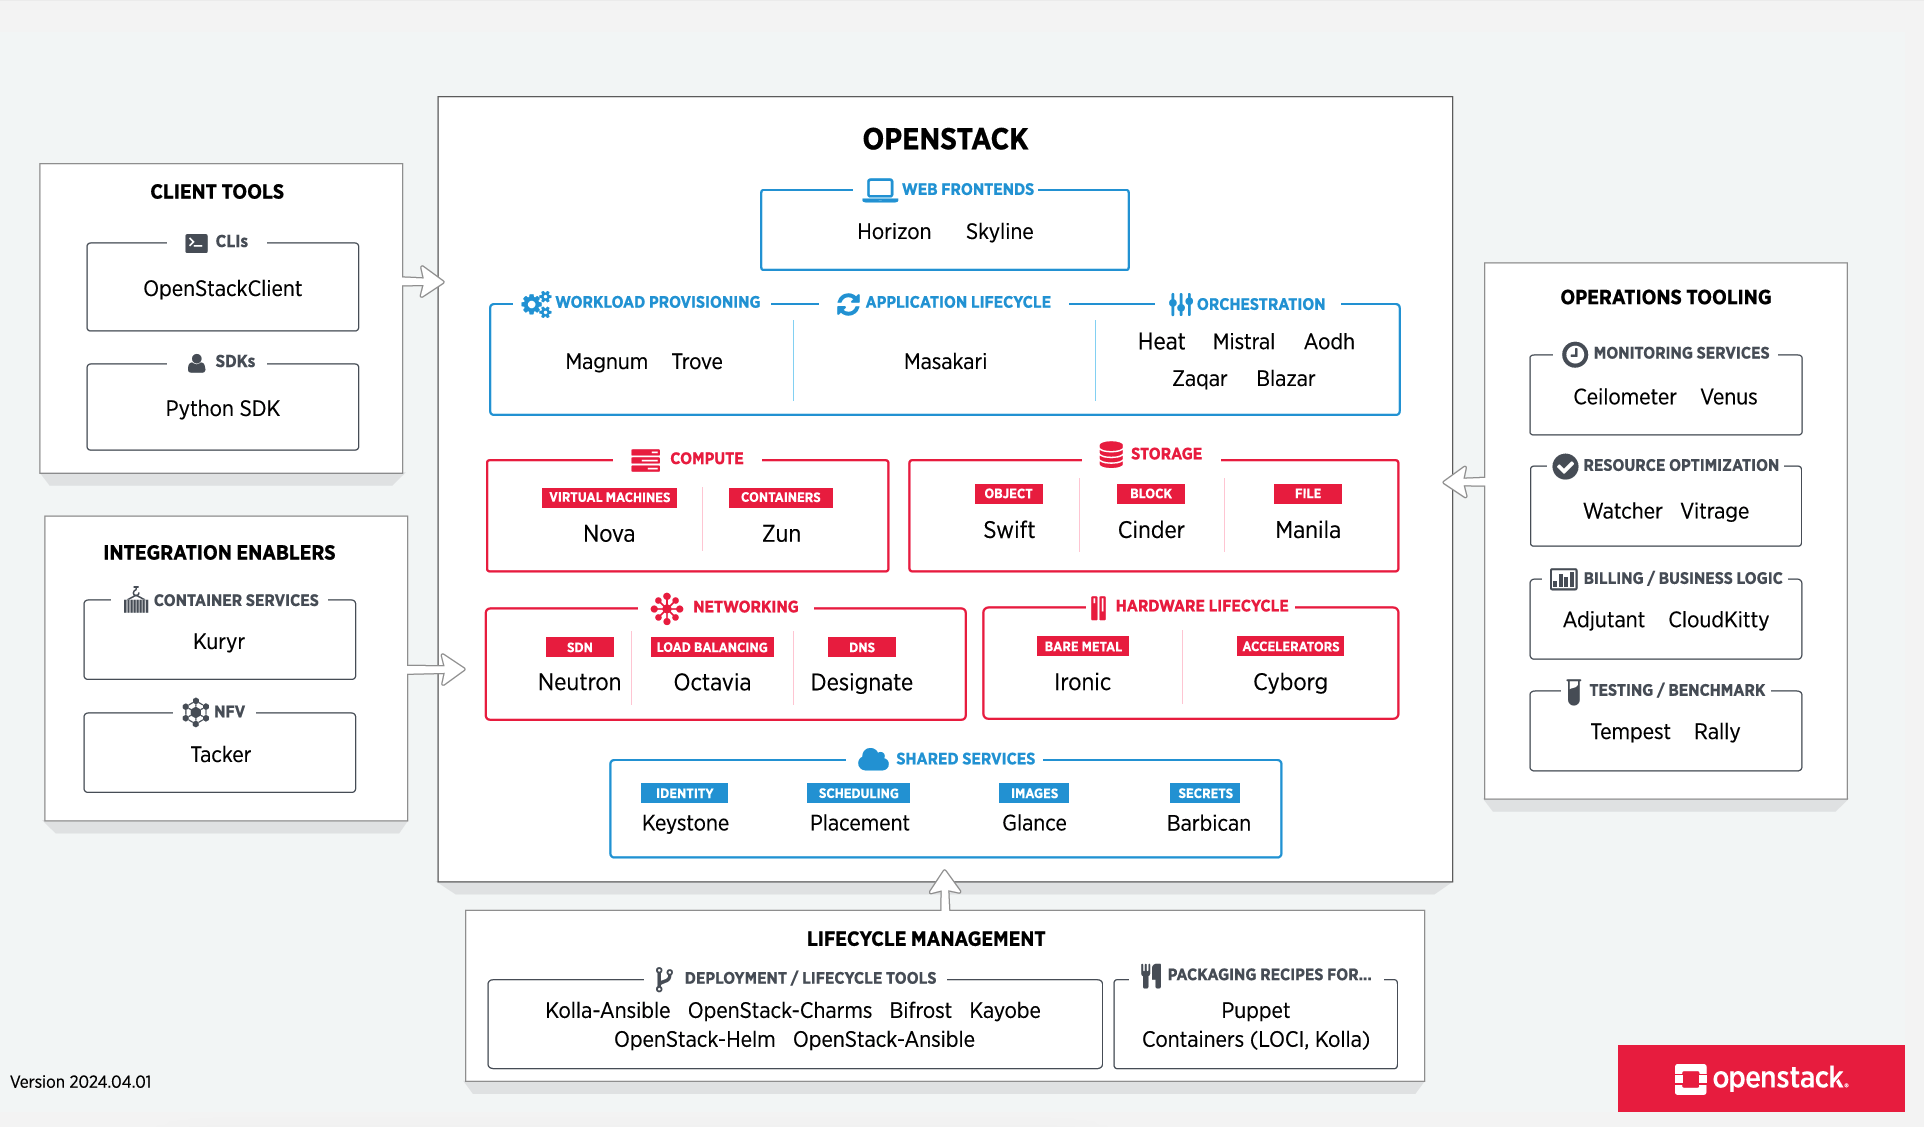 OPENSTACK
WEB FRONTENDS
Horizon Skyline
WORKLOAD PROVISIONING
Magnum Trove
APPLICATION LIFECYCLE
Masakari
ORCHESTRATION
Heat Mistral Aodh
Zaqar Blazar
COMPUTE
VIRTUAL MACHINES
Nova
CONTAINERS
Zun
STORAGE
OBJECT
Swift
BLOCK
Cinder
FILE
Manila
NETWORKING
SDN
Neutron
LOAD BALANCING
Octavia
DNS
Designate
HARDWARE LIFECYCLE
BARE METAL
Ironic
ACCELERATORS
Cyborg
SHARED SERVICES
IDENTITY
Keystone
SCHEDULING
Placement
IMAGES
Glance
SECRETS
Barbican
CLIENT TOOLS
CLIs
OpenStackClient
SDKs
Python SDK
INTEGRATION ENABLERS
CONTAINER SERVICES
Kuryr
NFV
Tacker
OPERATIONS TOOLING
MONITORING SERVICES
Ceilometer Venus
RESOURCE OPTIMIZATION
Watcher Vitrage
BILLING / BUSINESS LOGIC
Adjutant CloudKitty
TESTING / BENCHMARK
Tempest Rally
LIFECYCLE MANAGEMENT
DEPLOYMENT / LIFECYCLE TOOLS
Kolla-Ansible OpenStack-Charms Bifrost Kayobe
OpenStack-Helm OpenStack-Ansible
PACKAGING RECIPES FOR...
Puppet
Containers (LOCI, Kolla)
Version 2024.04.01
openstack.